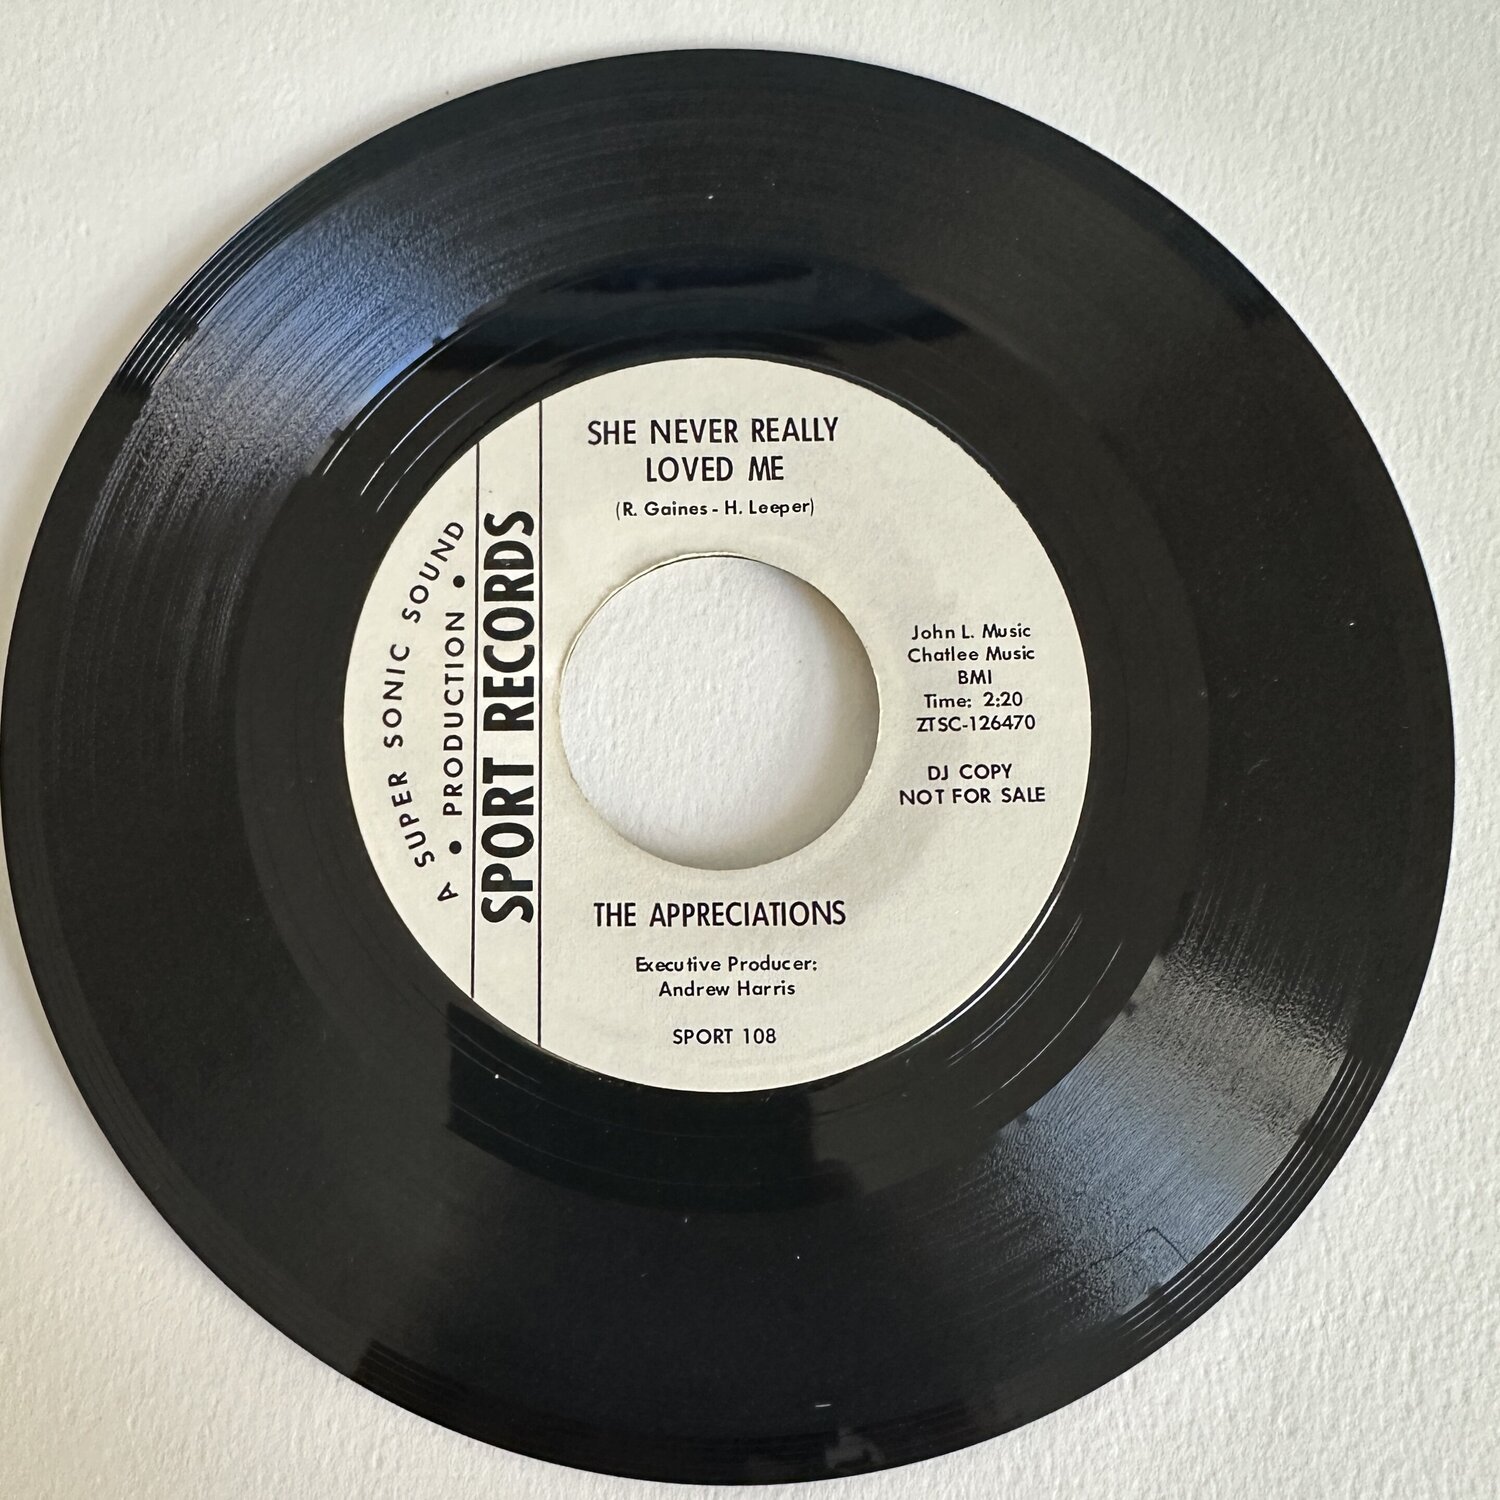 SHE NEVER REALLY
LOVED ME
(R. Gaines - H. Leeper)
A SUPER SONIC SOUND
• PRODUCTION •
SPORT RECORDS
John L. Music
Chatlee Music
BMI
Time: 2:20
ZTSC-126470
DJ COPY
NOT FOR SALE
THE APPRECIATIONS
Executive Producer:
Andrew Harris
SPORT 108